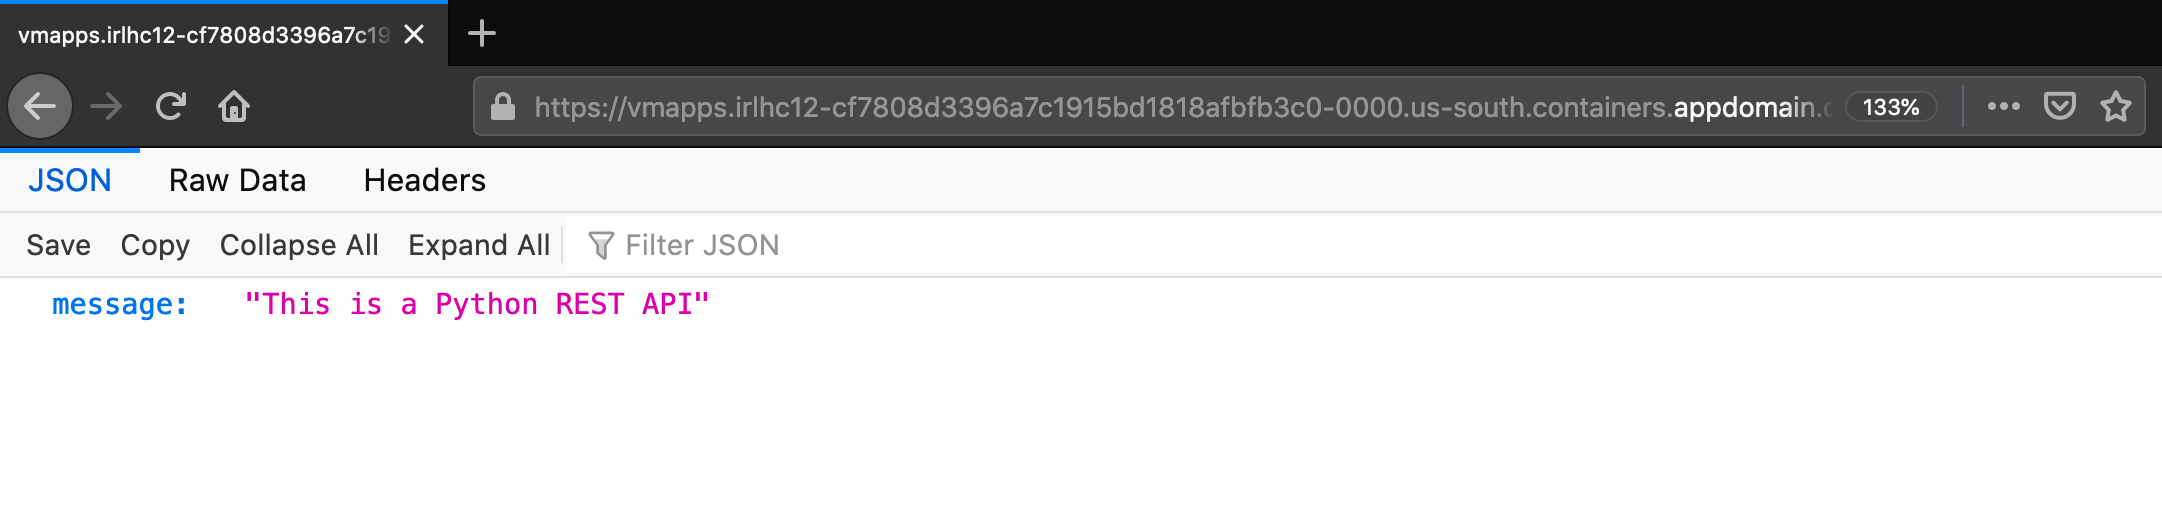 vmapps.irlhc12-cf7808d3396a7c19
https://vmapps.irlhc12-cf7808d3396a7c1915bd1818afbfb3c0-0000.us-south.containers.appdomain. 133%
JSON Raw Data Headers
Save Copy Collapse All Expand All Filter JSON
message: "This is a Python REST API"